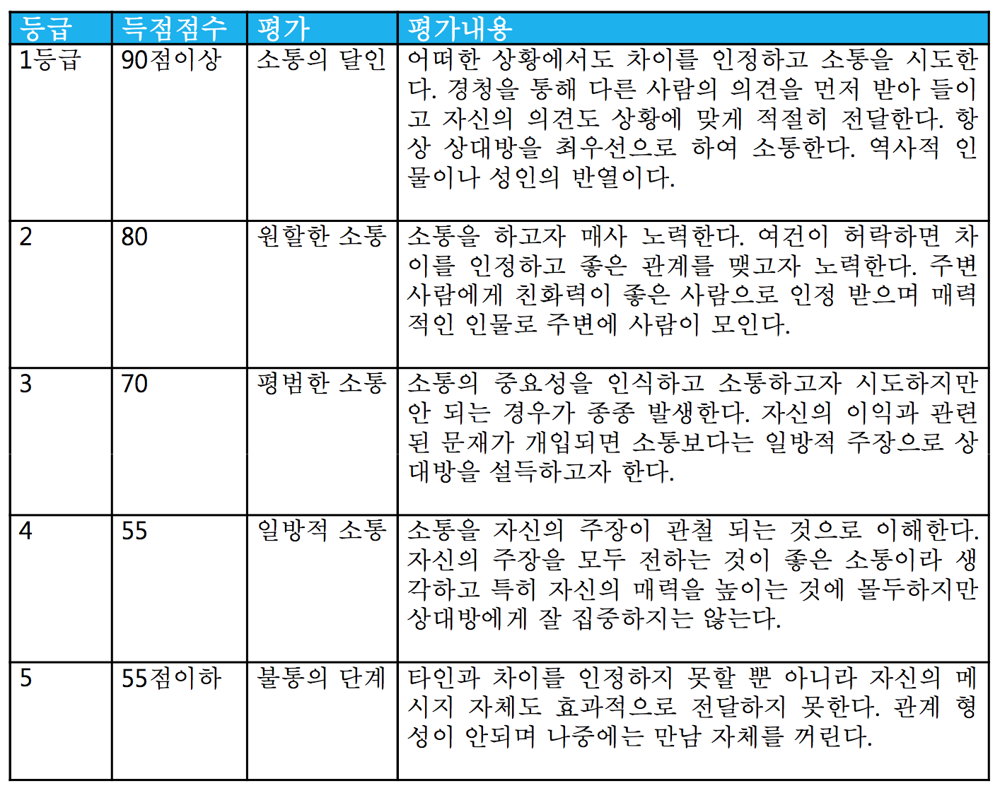 등급 득점점수 평가 평가내용
1등급 90점이상 소통의 달인 어떠한 상황에서도 차이를 인정하고 소통을 시도한
다. 경청을 통해 다른 사람의 의견을 먼저 받아 들이
고 자신의 의견도 상황에 맞게 적절히 전달한다. 항
상 상대방을 최우선으로 하여 소통한다. 역사적 인
물이나 성인의 반열이다.
2 80 원할한 소통 소통을 하고자 매사 노력한다. 여건이 허락하면 차
이를 인정하고 좋은 관계를 맺고자 노력한다. 주변
사람에게 친화력이 좋은 사람으로 인정 받으며 매력
적인 인물로 주변에 사람이 모인다.
3 70 평범한 소통 소통의 중요성을 인식하고 소통하고자 시도하지만
안 되는 경우가 종종 발생한다. 자신의 이익과 관련
된 문재가 개입되면 소통보다는 일방적 주장으로 상
대방을 설득하고자 한다.
4 55 일방적 소통 소통을 자신의 주장이 관철 되는 것으로 이해한다.
자신의 주장을 모두 전하는 것이 좋은 소통이라 생
각하고 특히 자신의 매력을 높이는 것에 몰두하지만
상대방에게 잘 집중하지는 않는다.
5 55점이하 불통의 단계 타인과 차이를 인정하지 못할 뿐 아니라 자신의 메
시지 자체도 효과적으로 전달하지 못한다. 관계 형
성이 안되며 나중에는 만남 자체를 꺼린다.